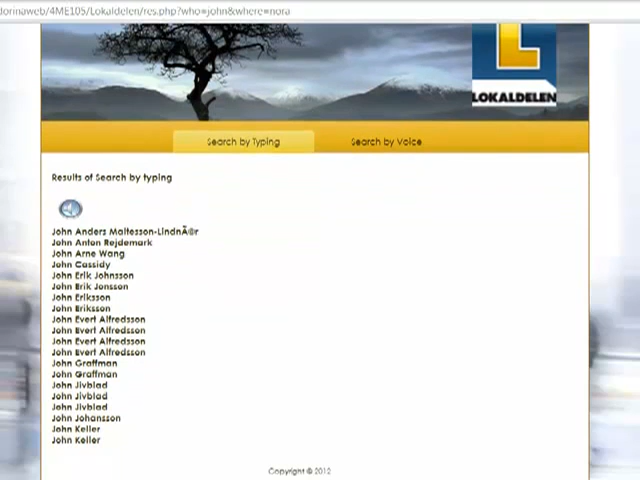 dorinaweb/4ME105/Lokaldelen/res.php?who=john&where=nora
L
LOKALDELEN
Search by Typing
Search by Voice
Results of Search by typing
John Anders Maltesson-LindnÃ©r
John Anton Rejdemark
John Arne Wang
John Cassidy
John Erik Johnsson
John Erik Jonsson
John Eriksson
John Eriksson
John Evert Alfredsson
John Evert Alfredsson
John Evert Alfredsson
John Evert Alfredsson
John Graffman
John Graffman
John Jivblad
John Jivblad
John Jivblad
John Johansson
John Keller
John Keller
Copyright © 2012